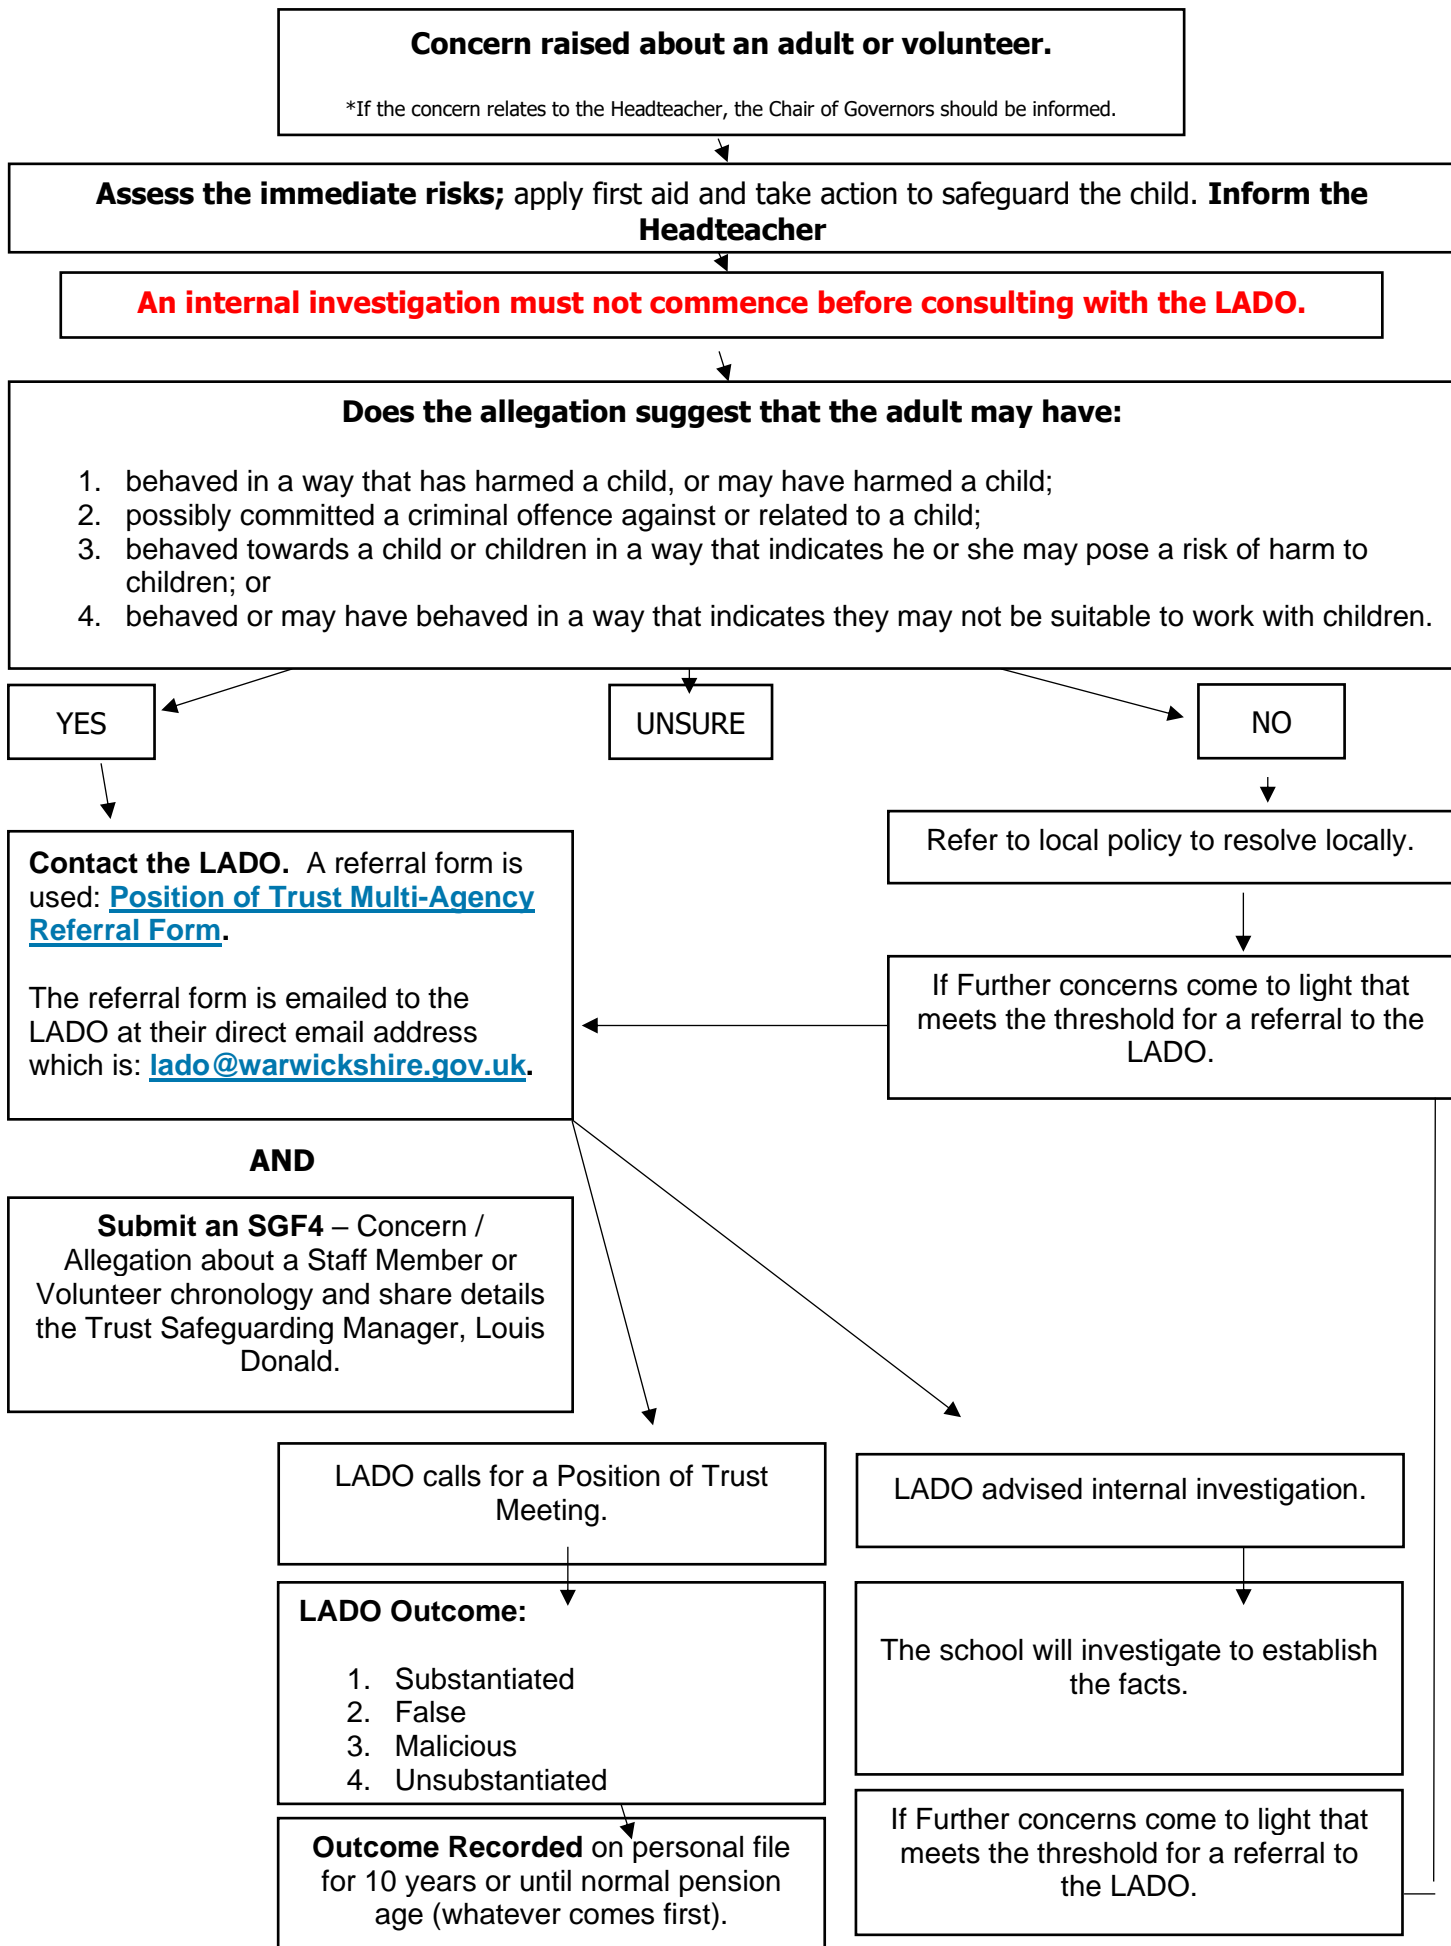 Concern raised about an adult or volunteer.
*If the concern relates to the Headteacher, the Chair of Governors should be informed.
Assess the immediate risks; apply first aid and take action to safeguard the child. Inform the
Headteacher
An internal investigation must not commence before consulting with the LADO.
Does the allegation suggest that the adult may have:
1. behaved in a way that has harmed a child, or may have harmed a child;
2. possibly committed a criminal offence against or related to a child;
3. behaved towards a child or children in a way that indicates he or she may pose a risk of harm to
children; or
4. behaved or may have behaved in a way that indicates they may not be suitable to work with children.
YES
UNSURE
NO
Contact the LADO. A referral form is
used: Position of Trust Multi-Agency
Referral Form.
The referral form is emailed to the
LADO at their direct email address
which is: lado@warwickshire.gov.uk.
Refer to local policy to resolve locally.
If Further concerns come to light that
meets the threshold for a referral to the
LADO.
AND
Submit an SGF4 – Concern /
Allegation about a Staff Member or
Volunteer chronology and share details
the Trust Safeguarding Manager, Louis
Donald.
LADO calls for a Position of Trust
Meeting.
LADO advised internal investigation.
LADO Outcome:
1. Substantiated
2. False
3. Malicious
4. Unsubstantiated
The school will investigate to establish
the facts.
Outcome Recorded on personal file
for 10 years or until normal pension
age (whatever comes first).
If Further concerns come to light that
meets the threshold for a referral to
the LADO.